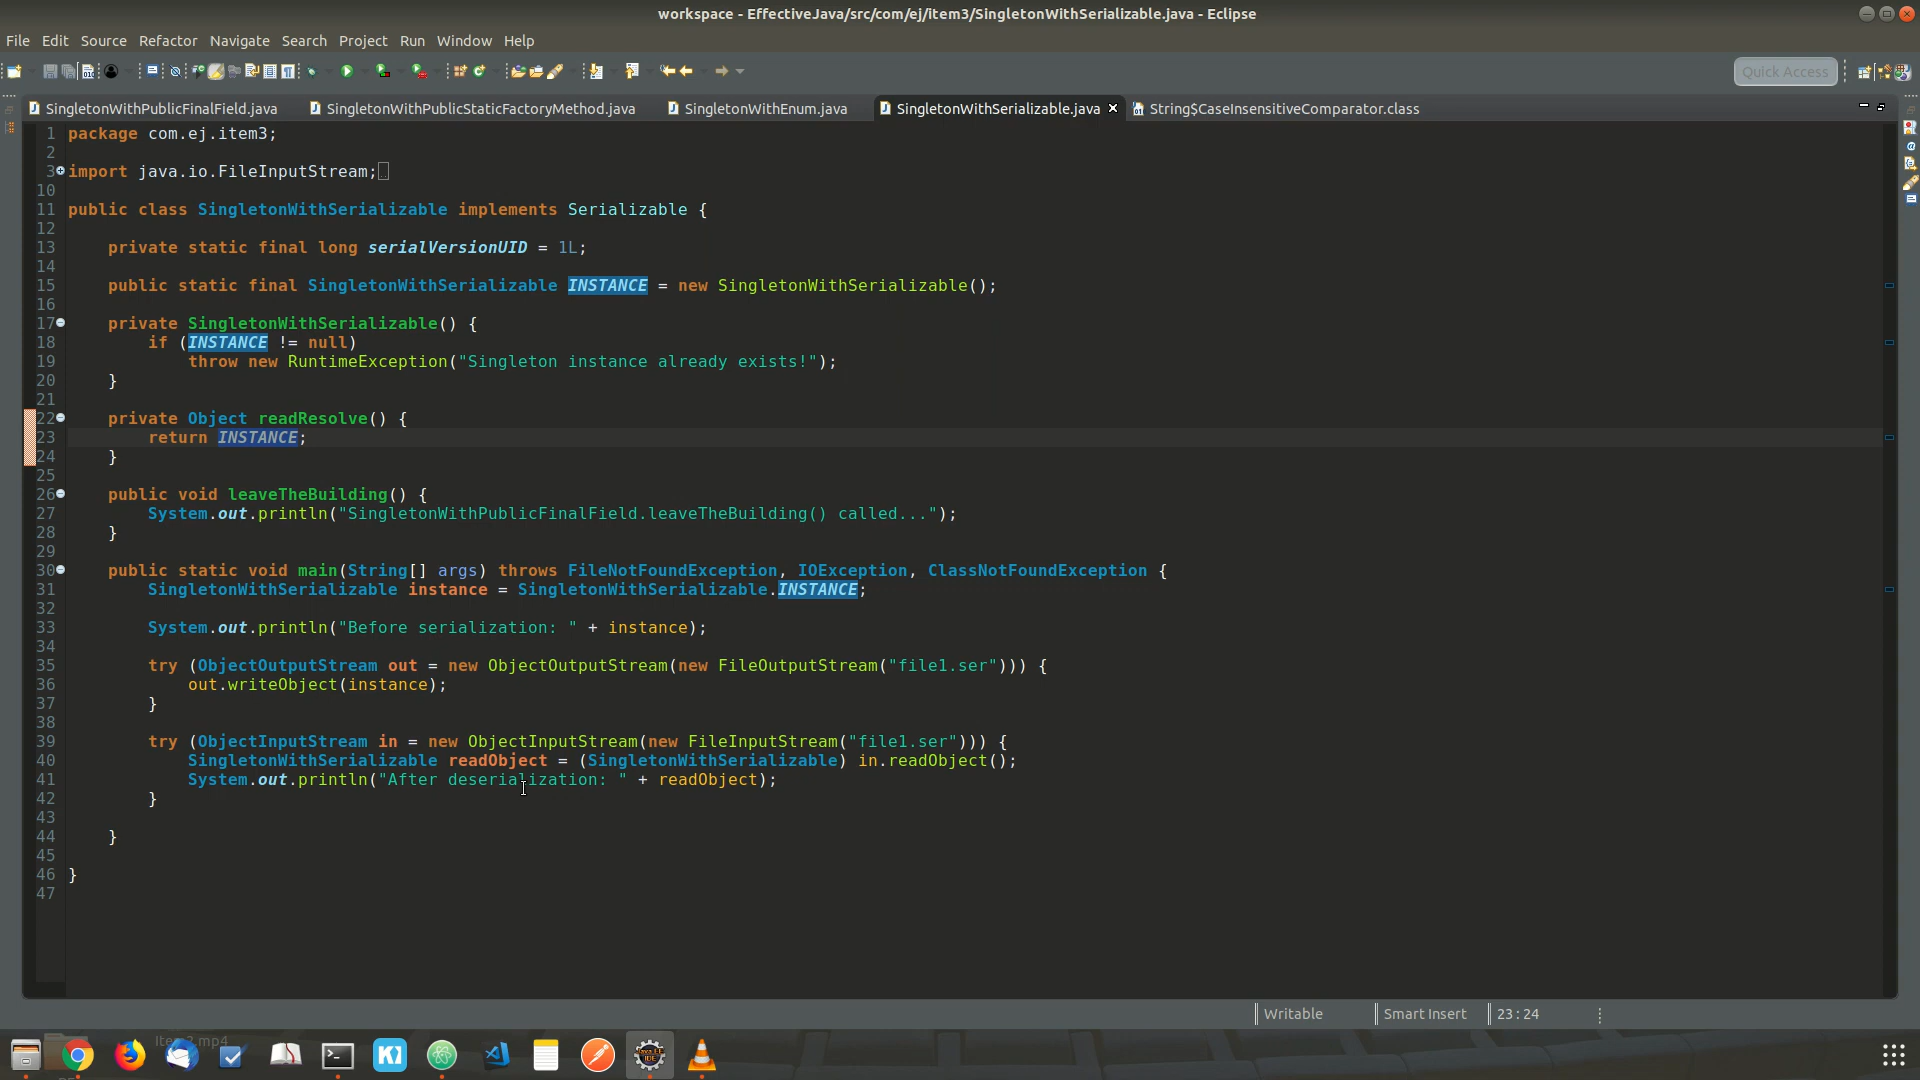 workspace - EffectiveJava/src/com/ej/item3/SingletonWithSerializable.java - Eclipse
File Edit Source Refactor Navigate Search Project Run Window Help
Quick Access
SingletonWithPublicFinalField.java SingletonWithPublicStaticFactoryMethod.java SingletonWithEnum.java SingletonWithSerializable.java String$CaseInsensitiveComparator.class
1 package com.ej.item3;
2
3 import java.io.FileInputStream;
10
11 public class SingletonWithSerializable implements Serializable {
12
13 private static final long serialVersionUID = 1L;
14
15 public static final SingletonWithSerializable INSTANCE = new SingletonWithSerializable();
16
17 private SingletonWithSerializable() {
18 if (INSTANCE != null)
19 throw new RuntimeException("Singleton instance already exists!");
20 }
21
22 private Object readResolve() {
23 return INSTANCE;
24 }
25
26 public void leaveTheBuilding() {
27 System.out.println("SingletonWithPublicFinalField.leaveTheBuilding() called...");
28 }
29
30 public static void main(String[] args) throws FileNotFoundException, IOException, ClassNotFoundException {
31 SingletonWithSerializable instance = SingletonWithSerializable.INSTANCE;
32
33 System.out.println("Before serialization: " + instance);
34
35 try (ObjectOutputStream out = new ObjectOutputStream(new FileOutputStream("file1.ser"))) {
36 out.writeObject(instance);
37 }
38
39 try (ObjectInputStream in = new ObjectInputStream(new FileInputStream("file1.ser"))) {
40 SingletonWithSerializable readObject = (SingletonWithSerializable) in.readObject();
41 System.out.println("After deserialization: " + readObject);
42 }
43
44 }
45
46 }
47
Writable Smart Insert 23:24